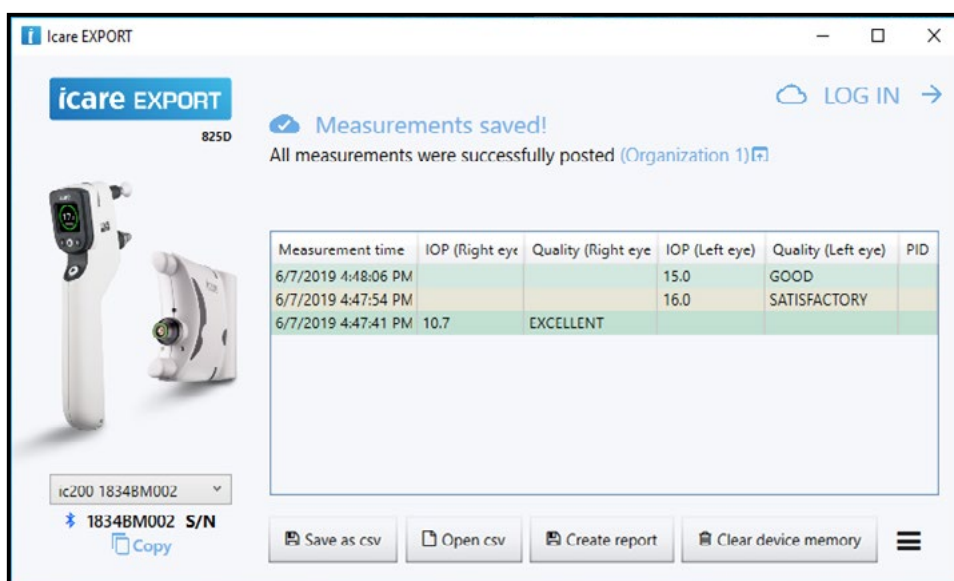 Icare EXPORT
icare EXPORT
825D
LOG IN
Measurements saved!
All measurements were successfully posted (Organization 1)
Measurement time IOP (Right eye Quality (Right eye IOP (Left eye) Quality (Left eye) PID
6/7/2019 4:48:06 PM 15.0 GOOD
6/7/2019 4:47:54 PM 16.0 SATISFACTORY
6/7/2019 4:47:41 PM 10.7 EXCELLENT
17
ic200 1834BM002
1834BM002 S/N
Copy
Save as csv Open csv Create report Clear device memory